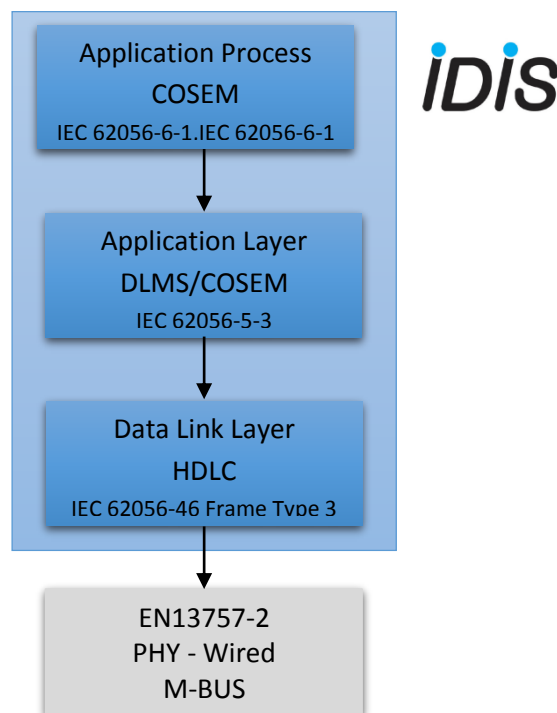 Application Process
COSEM
IEC 62056-6-1.IEC 62056-6-1
iDiS
Application Layer
DLMS/COSEM
IEC 62056-5-3
Data Link Layer
HDLC
IEC 62056-46 Frame Type 3
EN13757-2
PHY - Wired
M-BUS